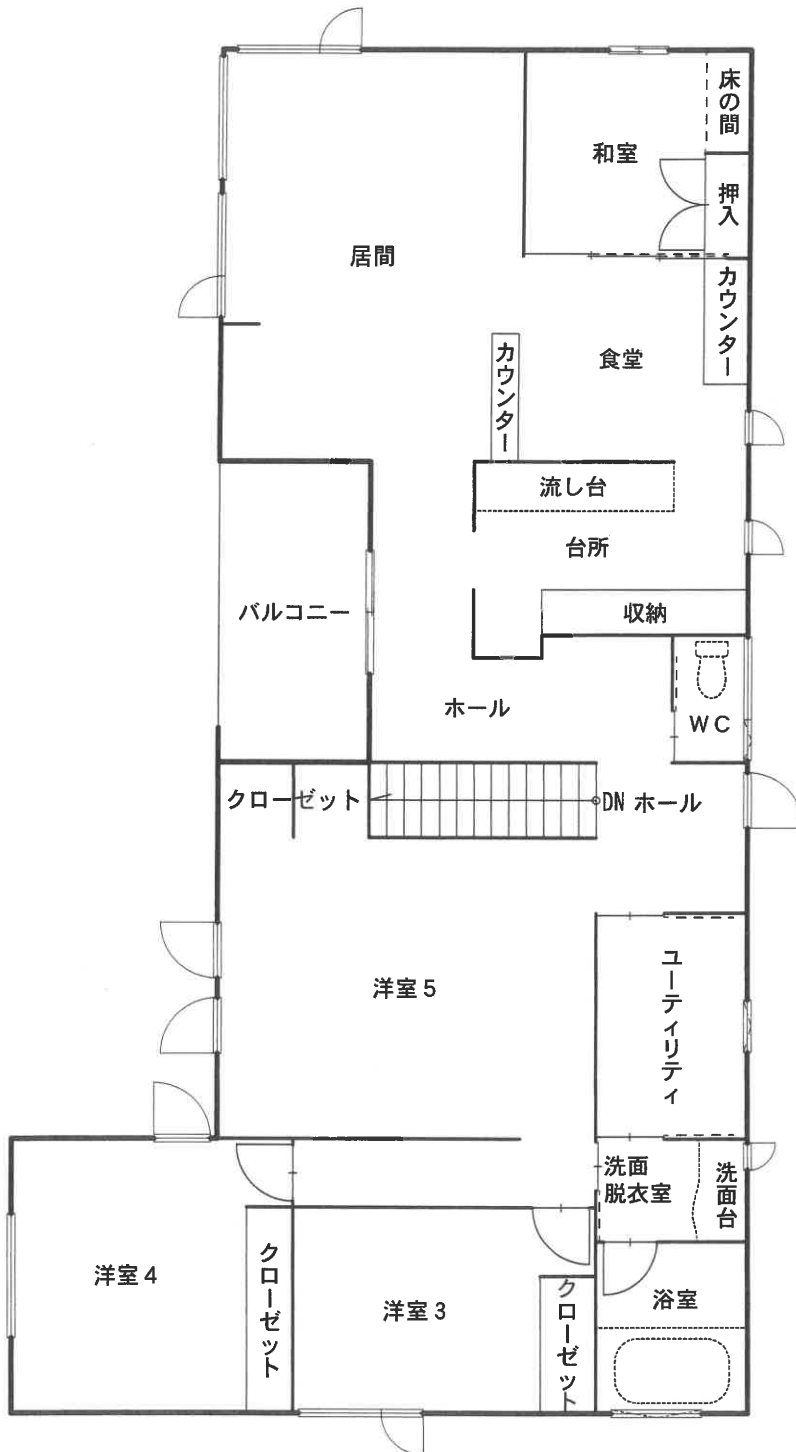 床の間
和室
押入
居間
カウンター
食堂
カウンター
流し台
台所
バルコニー
収納
ホール
WC
クローゼット
DN ホール
洋室5
ユーティリティ
洗面
脱衣室
洗面台
洋室4
クローゼット
洋室3
クローゼット
浴室